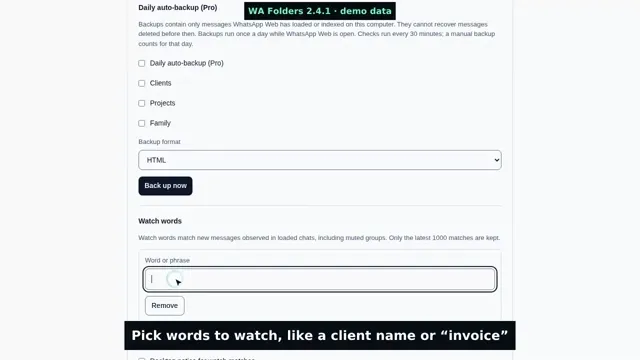 Daily auto-backup (Pro)
WA Folders 2.4.1 · demo data
Backups contain only messages WhatsApp Web has loaded or indexed on this computer. They cannot recover messages
deleted before then. Backups run once a day while WhatsApp Web is open. Checks run every 30 minutes; a manual backup
counts for that day.
Daily auto-backup (Pro)
Clients
Projects
Family
Backup format
HTML
Back up now
Watch words
Watch words match new messages observed in loaded chats, including muted groups. Only the latest 1000 matches are kept.
Word or phrase
Remove
Pick words to watch, like a client name or “invoice”